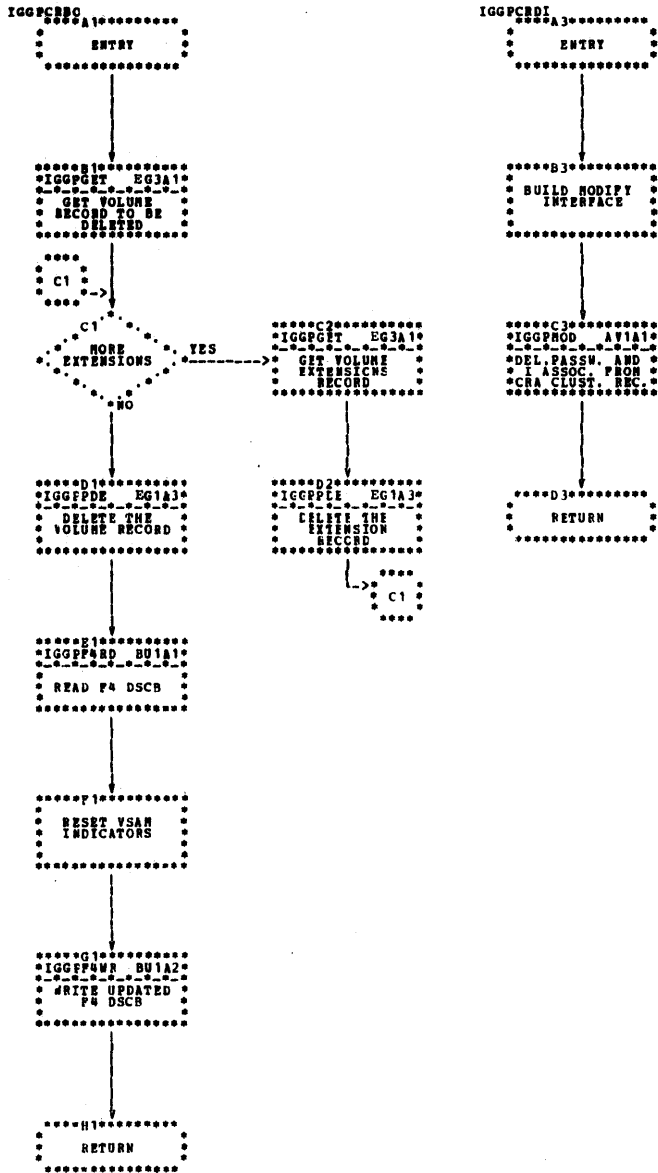 IGGPCRBO
A1
ENTRY
B1
IGGPGET EG3A1
GET VOLUME
RECORD TO BE
DELETED
C1
C1
MORE
EXTENSIONS
YES
NO
C2
IGGPGET EG3A1
GET VOLUME
EXTENSIONS
RECORD
D1
IGGPPDE EG1A3
DELETE THE
VOLUME RECORD
D2
IGGPPDE EG1A3
DELETE THE
EXTENSION
RECORD
C1
E1
IGGPF4RD BU1A1
READ F4 DSCB
F1
RESET VSAM
INDICATORS
G1
IGGPF4WR BU1A2
WRITE UPDATED
F4 DSCB
H1
RETURN
IGGPCRDI
A3
ENTRY
B3
BUILD MODIFY
INTERFACE
C3
IGGPMOD AV1A1
DEL.PASSW. AND
I ASSOC. FROM
CRA CLUST. REC.
D3
RETURN